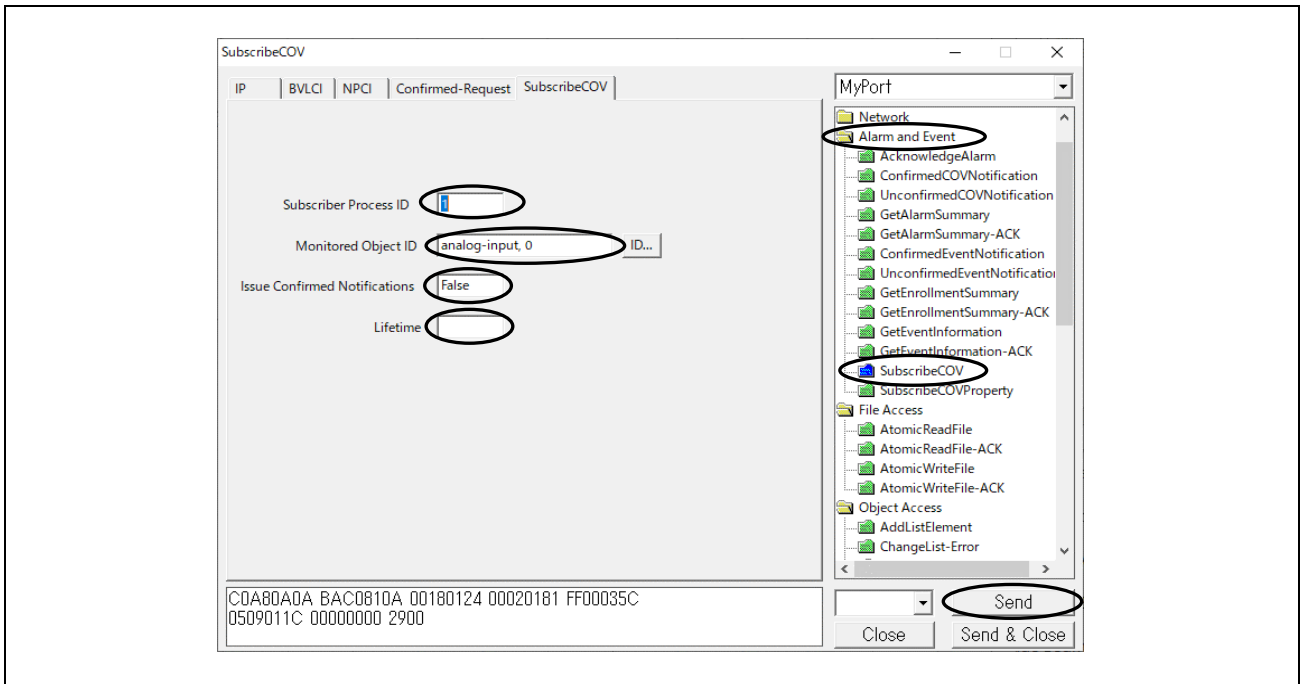 SubscribeCOV
IP BVLCI NPCI Confirmed-Request SubscribeCOV
Subscriber Process ID 1
Monitored Object ID analog-input, 0 ID...
Issue Confirmed Notifications False
Lifetime
C0A80A0A BAC0810A 00180124 00020181 FF00035C
0509011C 00000000 2900
MyPort
Network
Alarm and Event
AcknowledgeAlarm
ConfirmedCOVNotification
UnconfirmedCOVNotification
GetAlarmSummary
GetAlarmSummary-ACK
ConfirmedEventNotification
UnconfirmedEventNotification
GetEnrollmentSummary
GetEnrollmentSummary-ACK
GetEventInformation
GetEventInformation-ACK
SubscribeCOV
SubscribeCOVProperty
File Access
AtomicReadFile
AtomicReadFile-ACK
AtomicWriteFile
AtomicWriteFile-ACK
Object Access
AddListElement
ChangeList-Error
Send
Close Send & Close